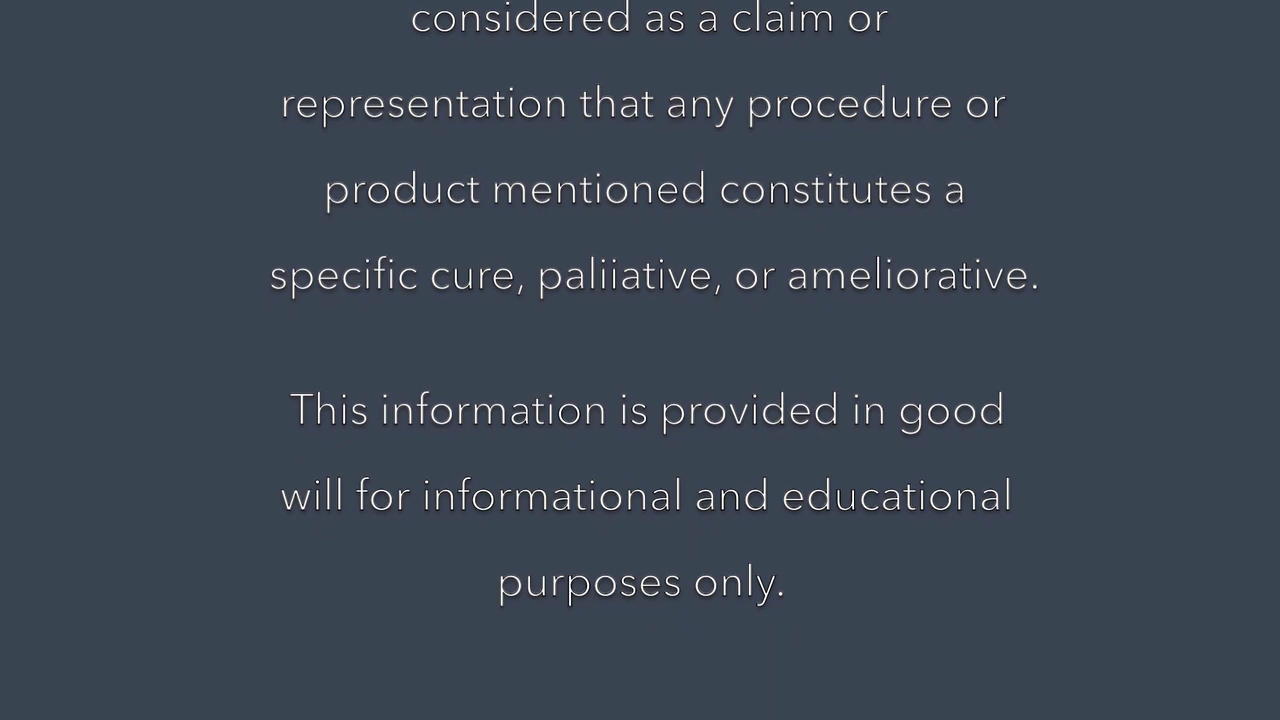 considered as a claim or
representation that any procedure or
product mentioned constitutes a
specific cure, paliiative, or ameliorative.
This information is provided in good
will for informational and educational
purposes only.